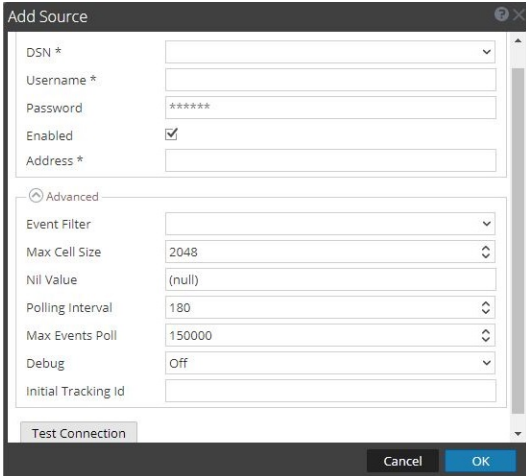 Add Source
DSN *
Username *
Password ******
Enabled
Address *
Advanced
Event Filter
Max Cell Size 2048
Nil Value (null)
Polling Interval 180
Max Events Poll 150000
Debug Off
Initial Tracking Id
Test Connection
Cancel OK